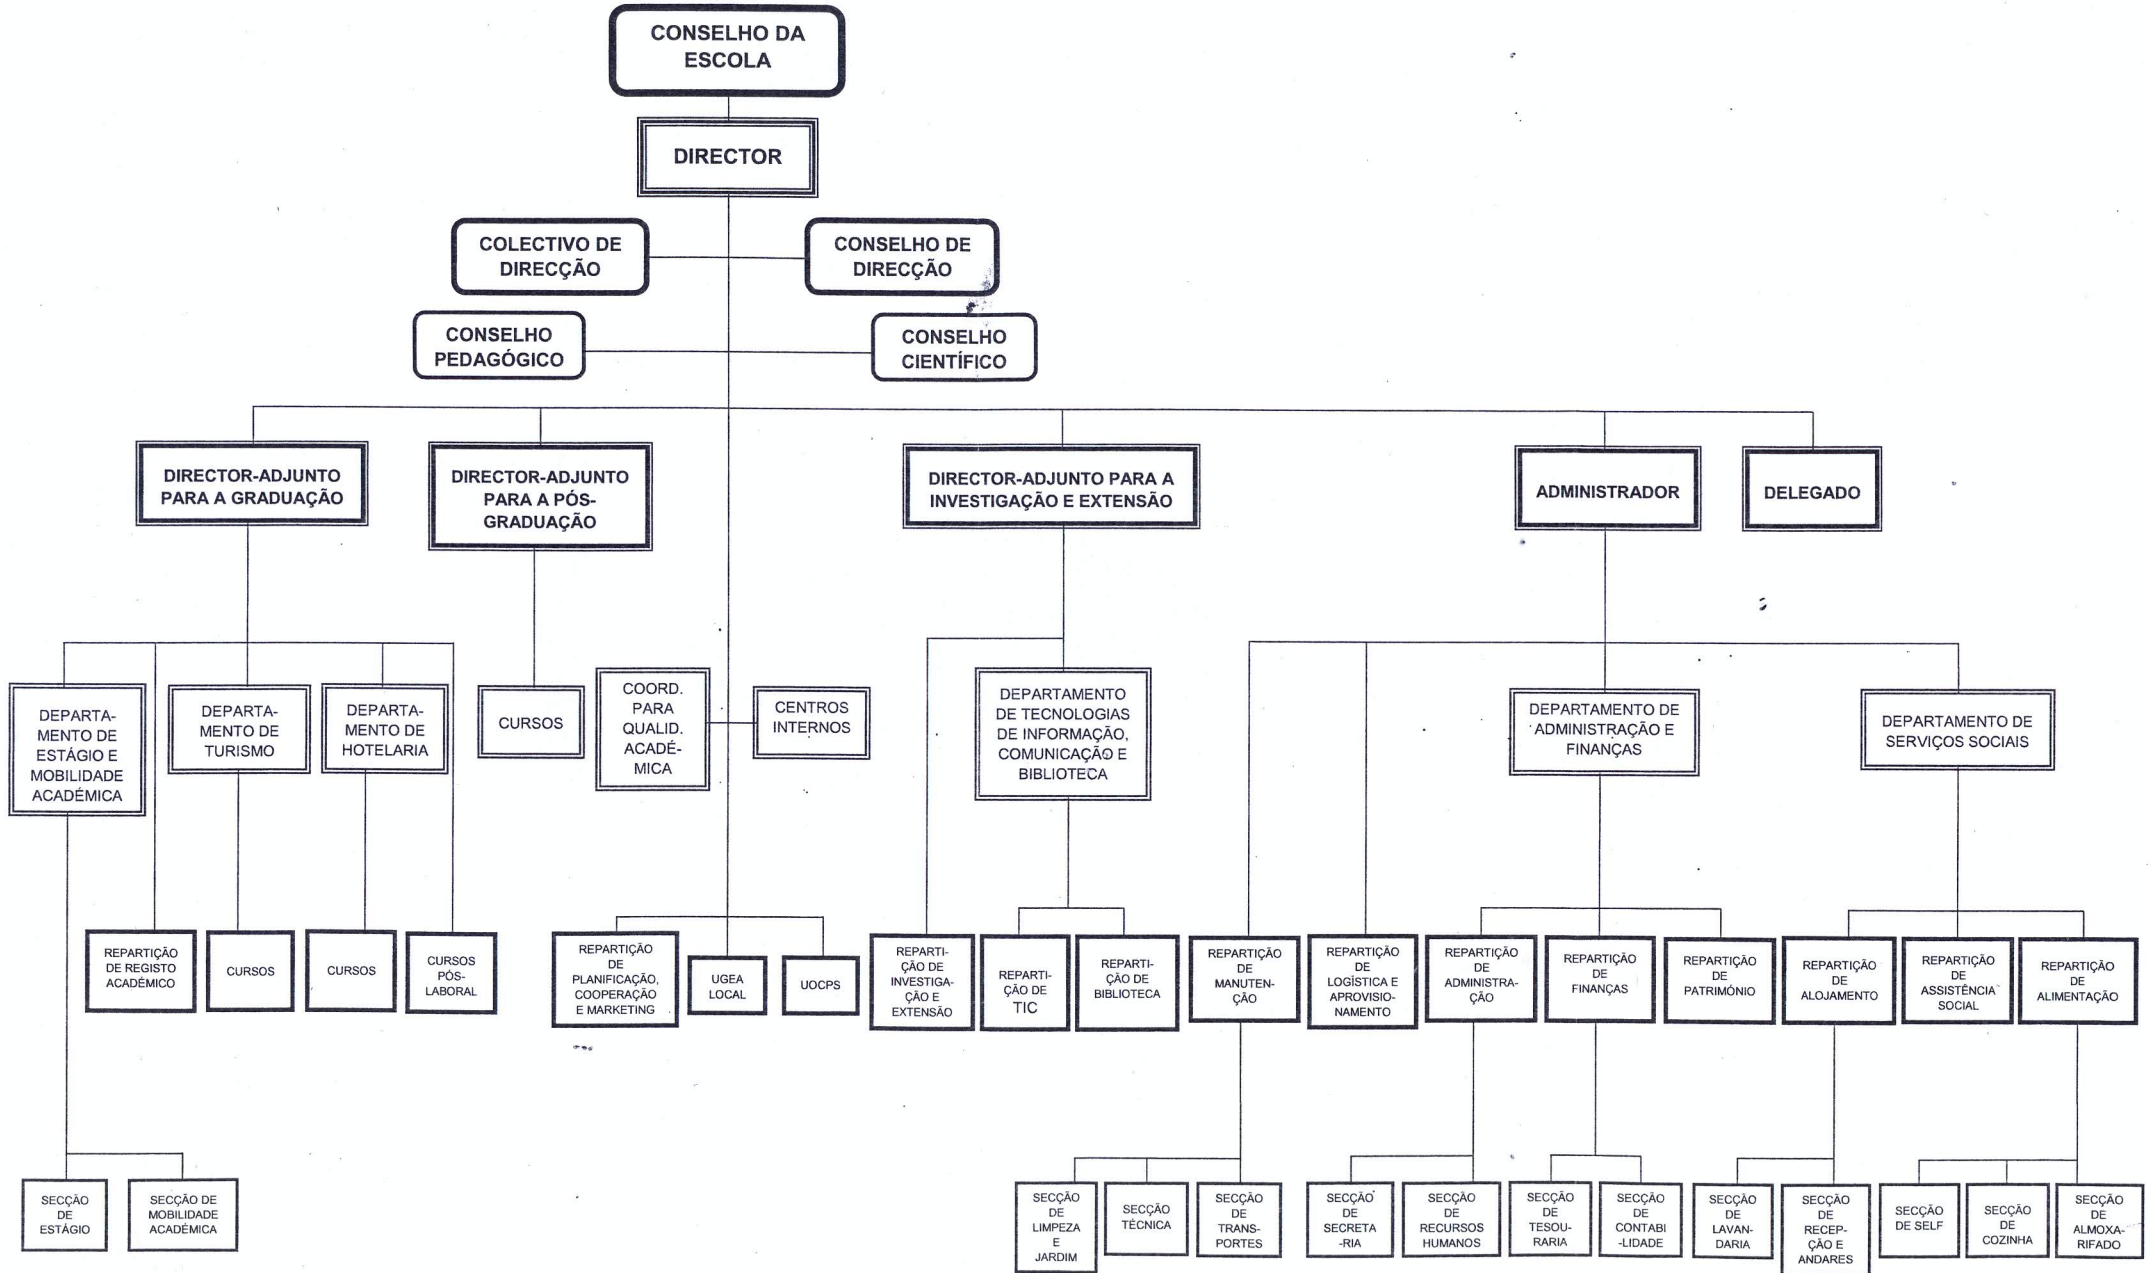 CONSELHO DA
ESCOLA
DIRECTOR
COLECTIVO DE
DIRECÇÃO
CONSELHO DE
DIRECÇÃO
CONSELHO
PEDAGÓGICO
CONSELHO
CIENTÍFICO
DIRECTOR-ADJUNTO
PARA A GRADUAÇÃO
DIRECTOR-ADJUNTO
PARA A PÓS-
GRADUAÇÃO
DIRECTOR-ADJUNTO PARA A
INVESTIGAÇÃO E EXTENSÃO
ADMINISTRADOR
DELEGADO
DEPARTA-
MENTO DE
ESTÁGIO E
MOBILIDADE
ACADÉMICA
DEPARTA-
MENTO DE
TURISMO
DEPARTA-
MENTO DE
HOTELARIA
CURSOS
COORD.
PARA
QUALID.
ACADÉ-
MICA
CENTROS
INTERNOS
DEPARTAMENTO
DE TECNOLOGIAS
DE INFORMAÇÃO,
COMUNICAÇÃO E
BIBLIOTECA
DEPARTAMENTO DE
ADMINISTRAÇÃO E
FINANÇAS
DEPARTAMENTO DE
SERVIÇOS SOCIAIS
REPARTIÇÃO
DE REGISTO
ACADÉMICO
CURSOS
CURSOS
CURSOS
PÓS-
LABORAL
REPARTIÇÃO
DE
PLANIFICAÇÃO,
COOPERAÇÃO
E MARKETING
UGEA
LOCAL
UOCPS
REPARTI-
ÇÃO DE
INVESTIGA-
ÇÃO E
EXTENSÃO
REPARTI-
ÇÃO DE
TIC
REPARTI-
ÇÃO DE
BIBLIOTECA
REPARTIÇÃO
DE
MANUTEN-
ÇÃO
REPARTIÇÃO
DE
LOGÍSTICA E
APROVISIO-
NAMENTO
REPARTIÇÃO
DE
ADMINISTRA-
ÇÃO
REPARTIÇÃO
DE
FINANÇAS
REPARTIÇÃO
DE
PATRIMÓNIO
REPARTIÇÃO
DE
ALOJAMENTO
REPARTIÇÃO
DE
ASSISTÊNCIA
SOCIAL
REPARTIÇÃO
DE
ALIMENTAÇÃO
SECÇÃO
DE
ESTÁGIO
SECÇÃO DE
MOBILIDADE
ACADÉMICA
SECÇÃO
DE
LIMPEZA
E
JARDIM
SECÇÃO
TÉCNICA
SECÇÃO
DE
TRANS-
PORTES
SECÇÃO
DE
SECRETA
-RIA
SECÇÃO
DE
RECURSOS
HUMANOS
SECÇÃO
DE
TESOU-
RARIA
SECÇÃO
DE
CONTABI
-LIDADE
SECÇÃO
DE
LAVAN-
DARIA
SECÇÃO
DE
RECEP-
ÇÃO E
ANDARES
SECÇÃO
DE SELF
SECÇÃO
DE
COZINHA
SECÇÃO
DE
ALMOXA-
RIFADO